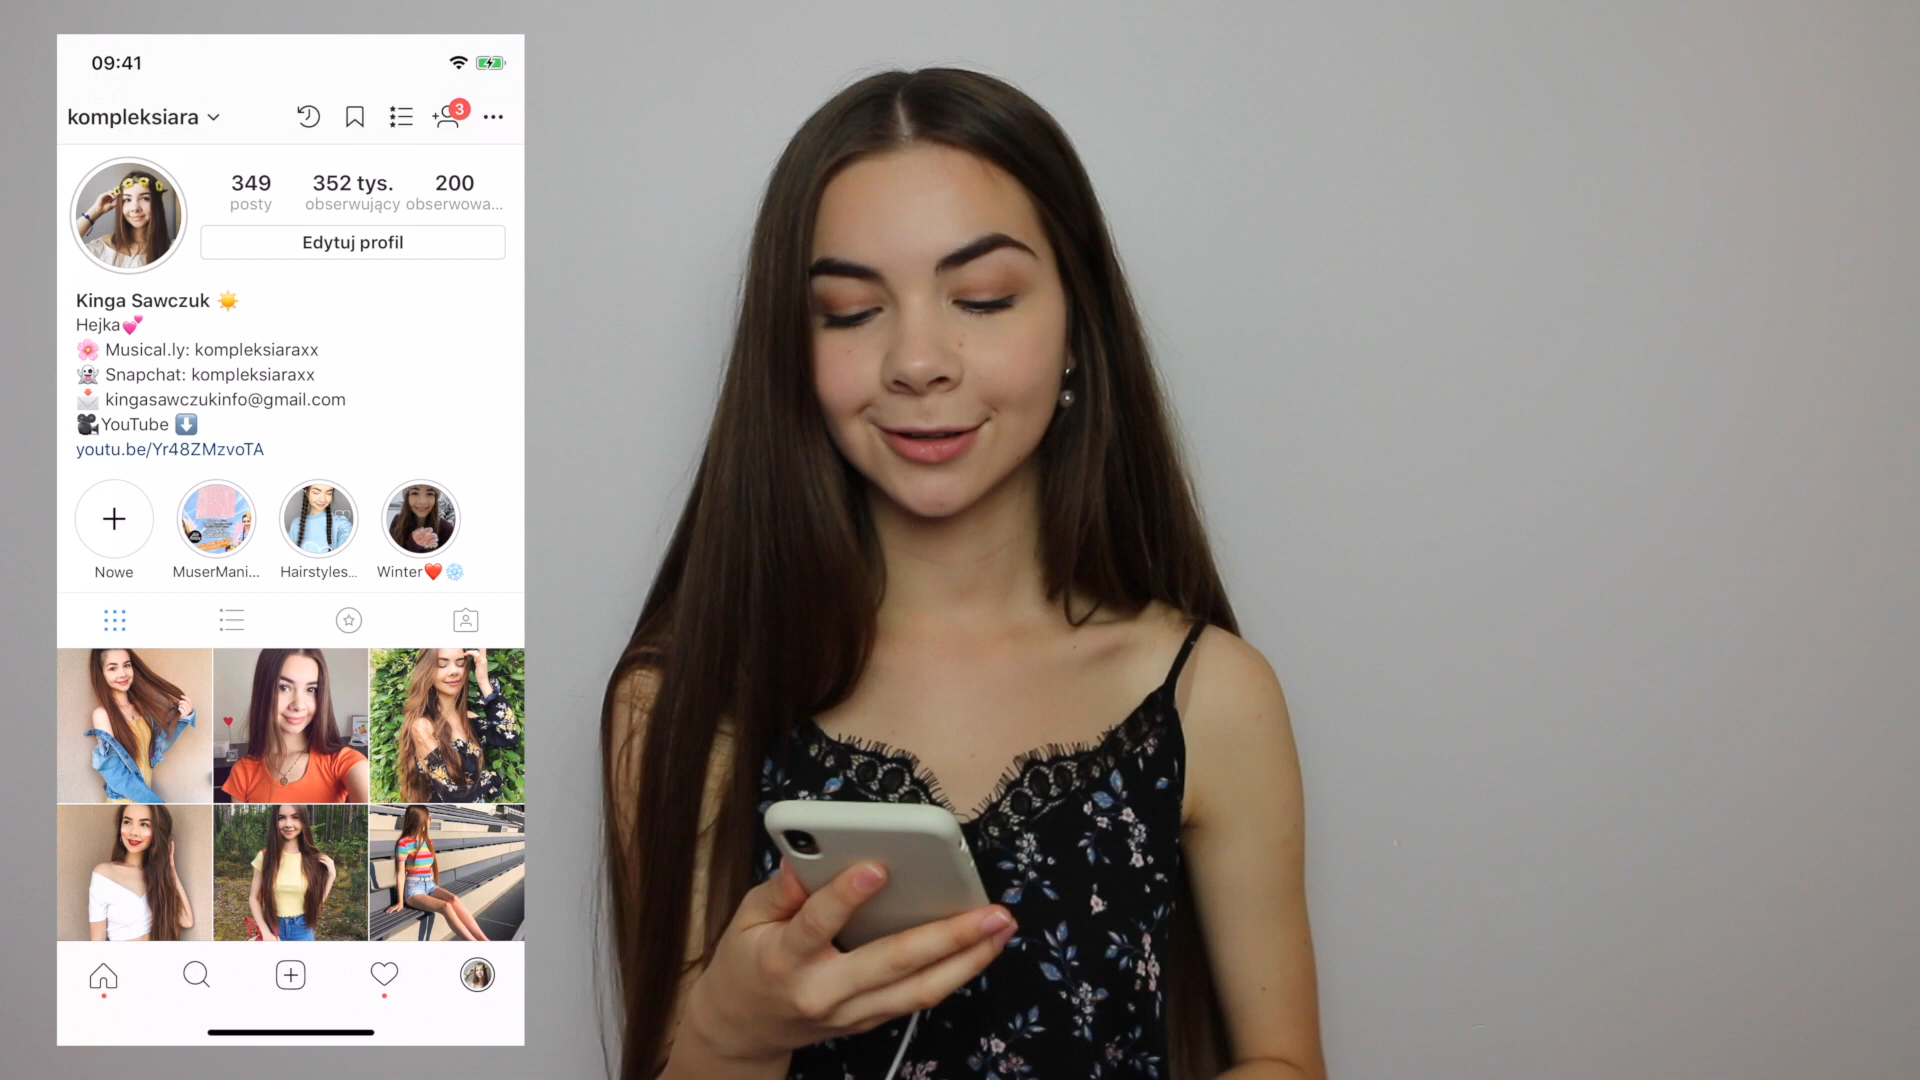 09:41
kompleksiara
3
349 352 tys. 200
posty obserwujący obserwowa...
Edytuj profil
Kinga Sawczuk ☀️
Hejka💕
🌸 Musical.ly: kompleksiaraxx
👻 Snapchat: kompleksiaraxx
📩 kingasawczukinfo@gmail.com
🎥YouTube ⬇️
youtu.be/Yr48ZMzvoTA
Nowe MuserMani... Hairstyles... Winter❤️❄️